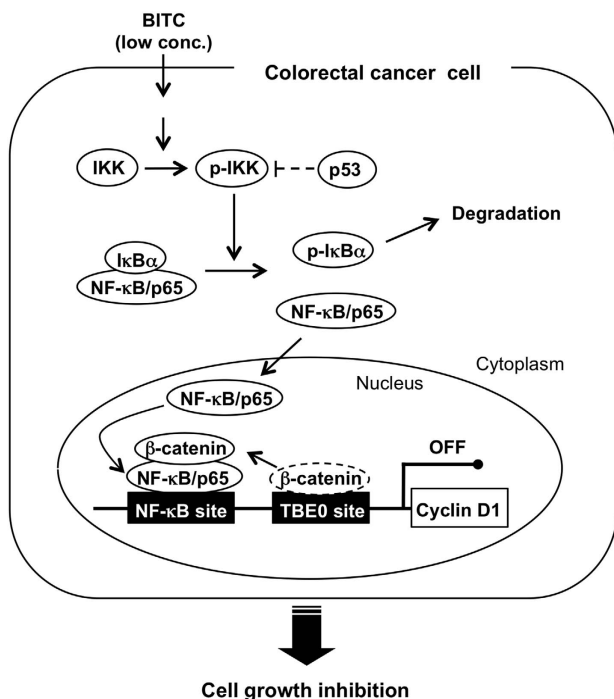 BITC
(low conc.)
Colorectal cancer cell
IKK
p-IKK
p53
Degradation
IκBα
NF-κB/p65
p-IκBα
NF-κB/p65
Cytoplasm
Nucleus
NF-κB/p65
β-catenin
NF-κB/p65
β-catenin
OFF
NF-κB site
TBE0 site
Cyclin D1
Cell growth inhibition